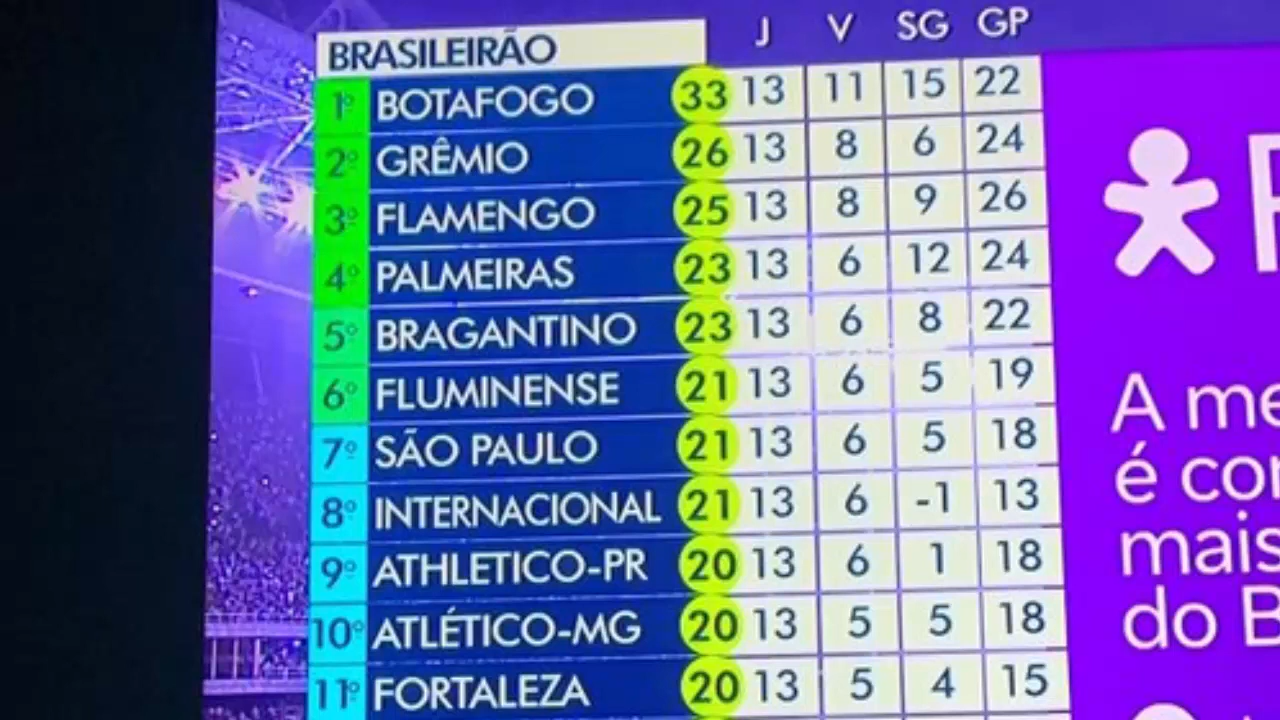 J V SG GP
BRASILEIRÃO
1º BOTAFOGO 33 13 11 15 22
2º GRÊMIO 26 13 8 6 24
3º FLAMENGO 25 13 8 9 26
4º PALMEIRAS 23 13 6 12 24
5º BRAGANTINO 23 13 6 8 22
6º FLUMINENSE 21 13 6 5 19
7º SÃO PAULO 21 13 6 5 18
8º INTERNACIONAL 21 13 6 -1 13
9º ATHLETICO-PR 20 13 6 1 18
10º ATLÉTICO-MG 20 13 5 5 18
11º FORTALEZA 20 13 5 4 15
A
é
mais
do